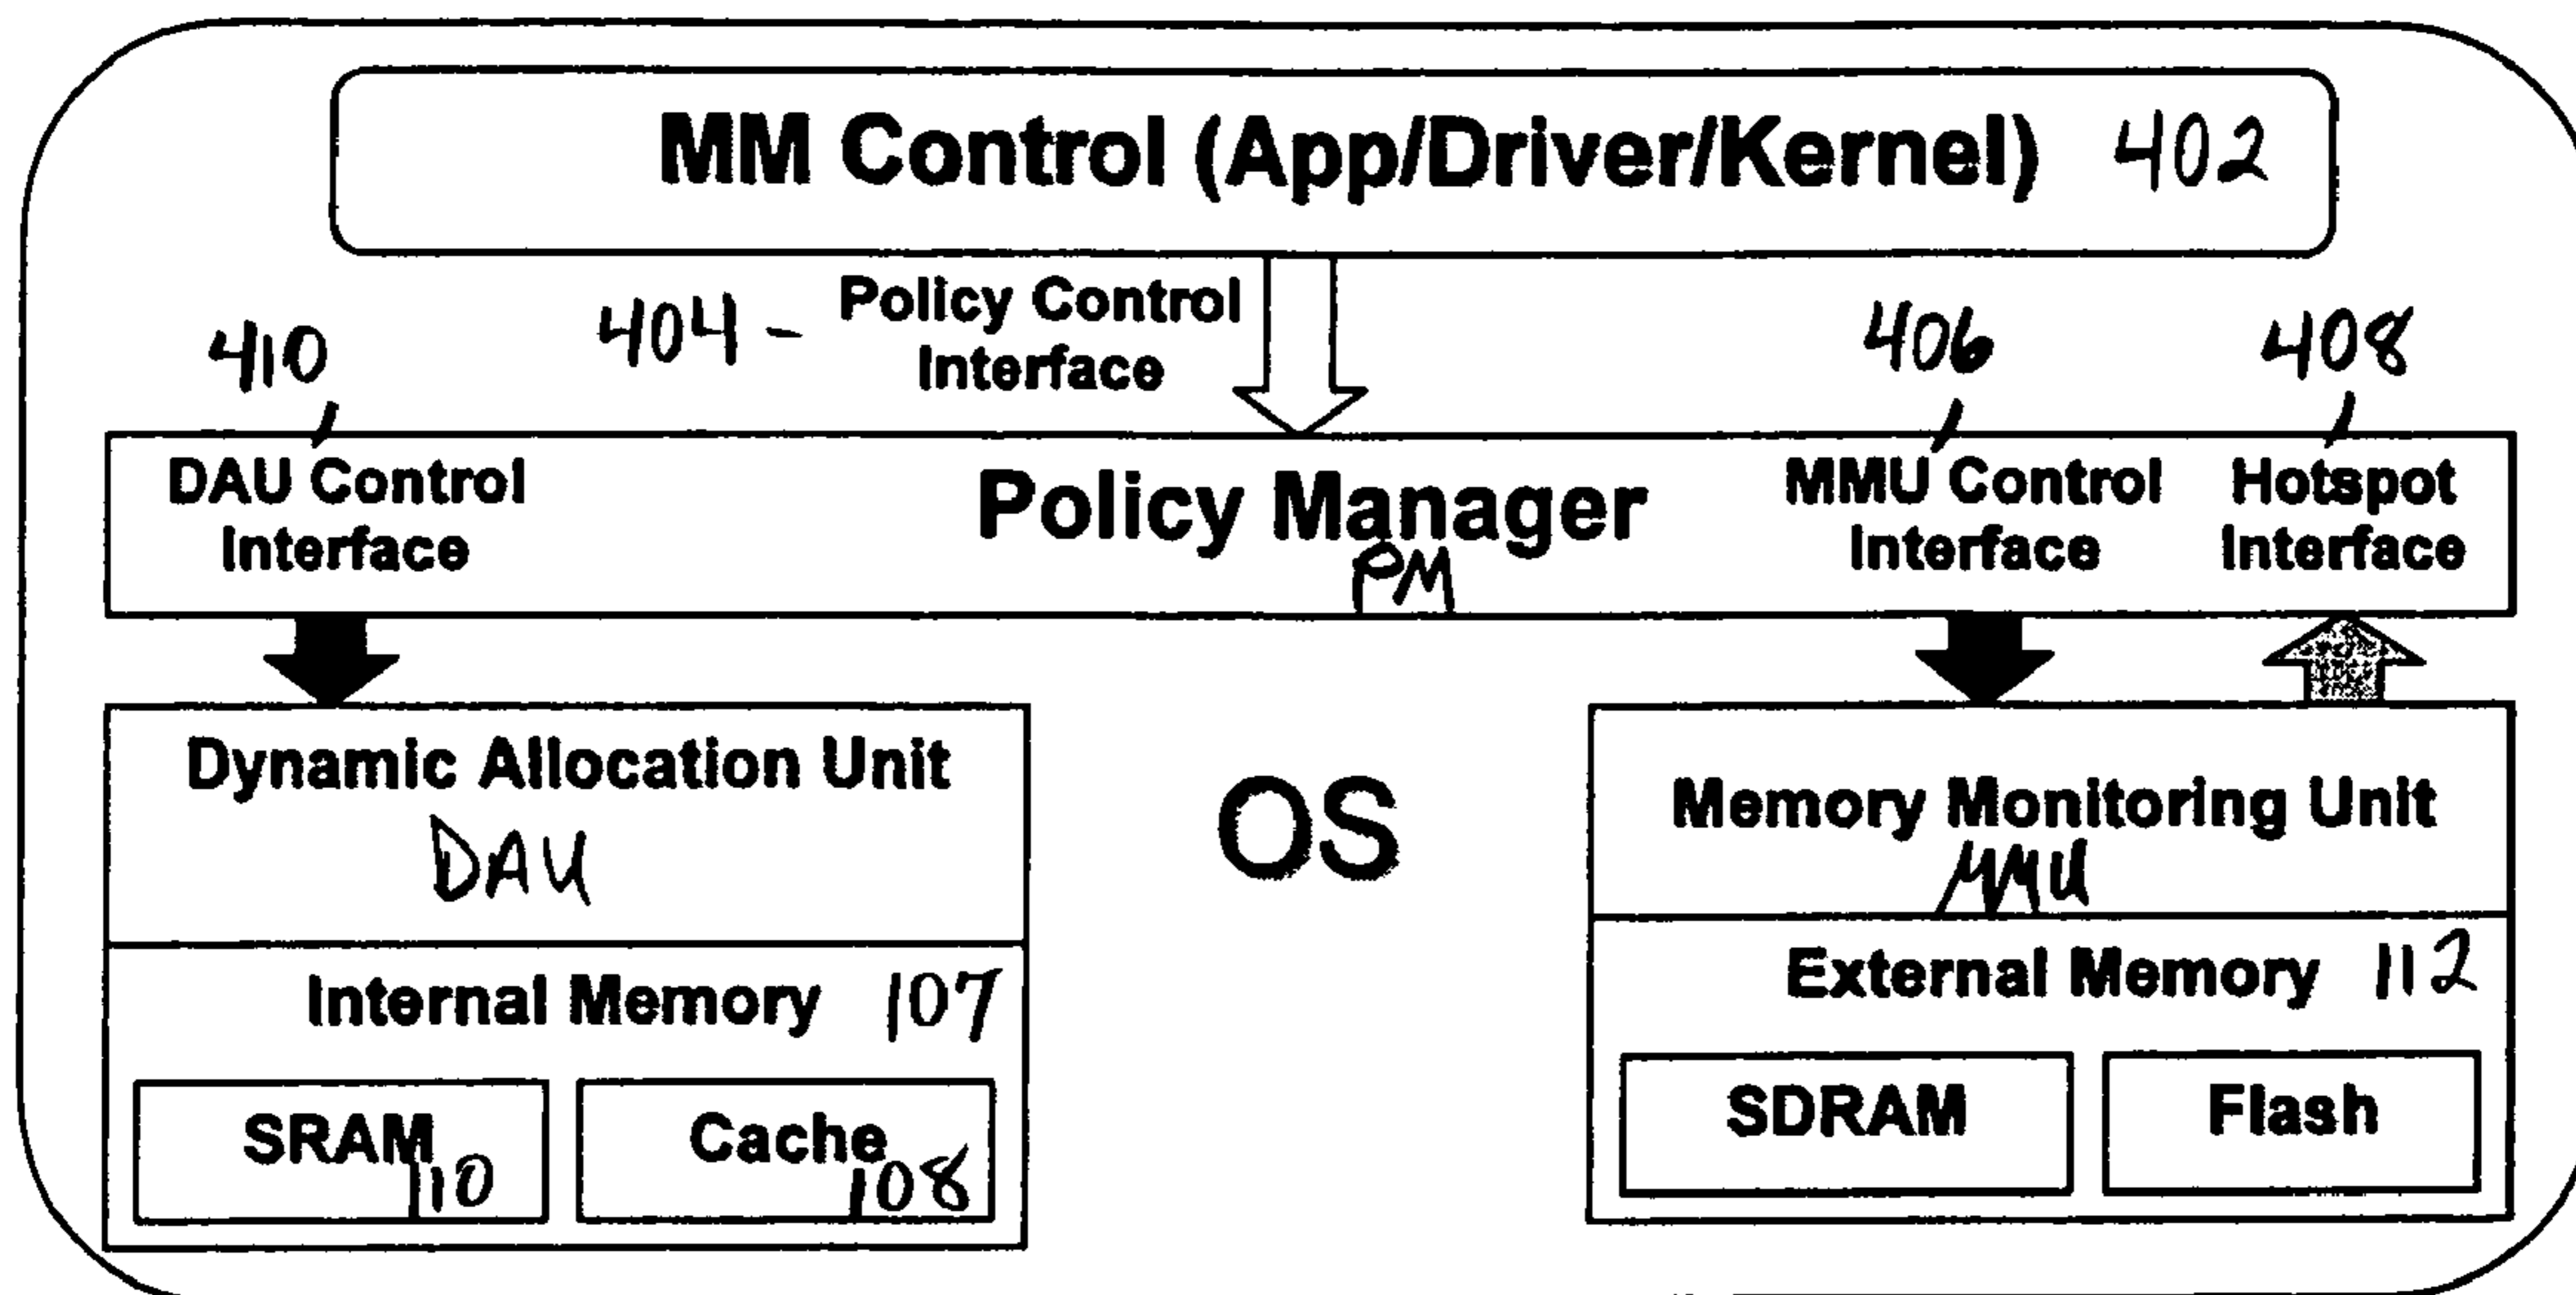 MM Control (App/Driver/Kernel) 402
404 - Policy Control
Interface
410
406
408
DAU Control
Interface
Policy Manager
PM
MMU Control
Interface
Hotspot
Interface
Dynamic Allocation Unit
DAU
OS
Memory Monitoring Unit
MMU
Internal Memory 107
SRAM 110
Cache 108
External Memory 112
SDRAM
Flash